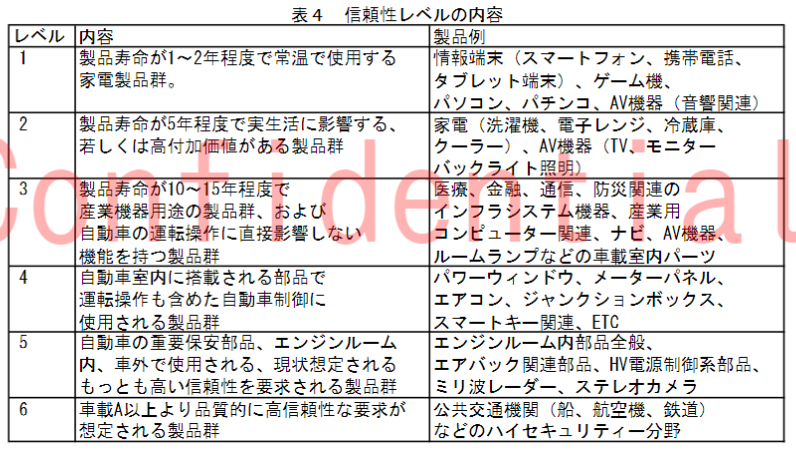 表４　信頼性レベルの内容
レベル 内容 製品例
1 製品寿命が1～2年程度で常温で使用する 情報端末（スマートフォン、携帯電話、
家電製品群。 タブレット端末）、ゲーム機、
パソコン、パチンコ、AV機器（音響関連）
2 製品寿命が5年程度で実生活に影響する、 家電（洗濯機、電子レンジ、冷蔵庫、
若しくは高付加価値がある製品群 クーラー）、AV機器（TV、モニター
バックライト照明）
3 製品寿命が10～15年程度で 医療、金融、通信、防災関連の
産業機器用途の製品群、および インフラシステム機器、産業用
自動車の運転操作に直接影響しない コンピューター関連、ナビ、AV機器、
機能を持つ製品群 ルームランプなどの車載室内パーツ
4 自動車室内に搭載される部品で パワーウィンドウ、メーターパネル、
運転操作も含めた自動車制御に エアコン、ジャンクションボックス、
使用される製品群 スマートキー関連、ETC
5 自動車の重要保安部品、エンジンルーム エンジンルーム内部品全般、
内、車外で使用される、現状想定される エアバック関連部品、HV電源制御系部品、
もっとも高い信頼性を要求される製品群 ミリ波レーダー、ステレオカメラ
6 車載A以上より品質的に高信頼性な要求が 公共交通機関（船、航空機、鉄道）
想定される製品群 などのハイセキュリティー分野
Confidential